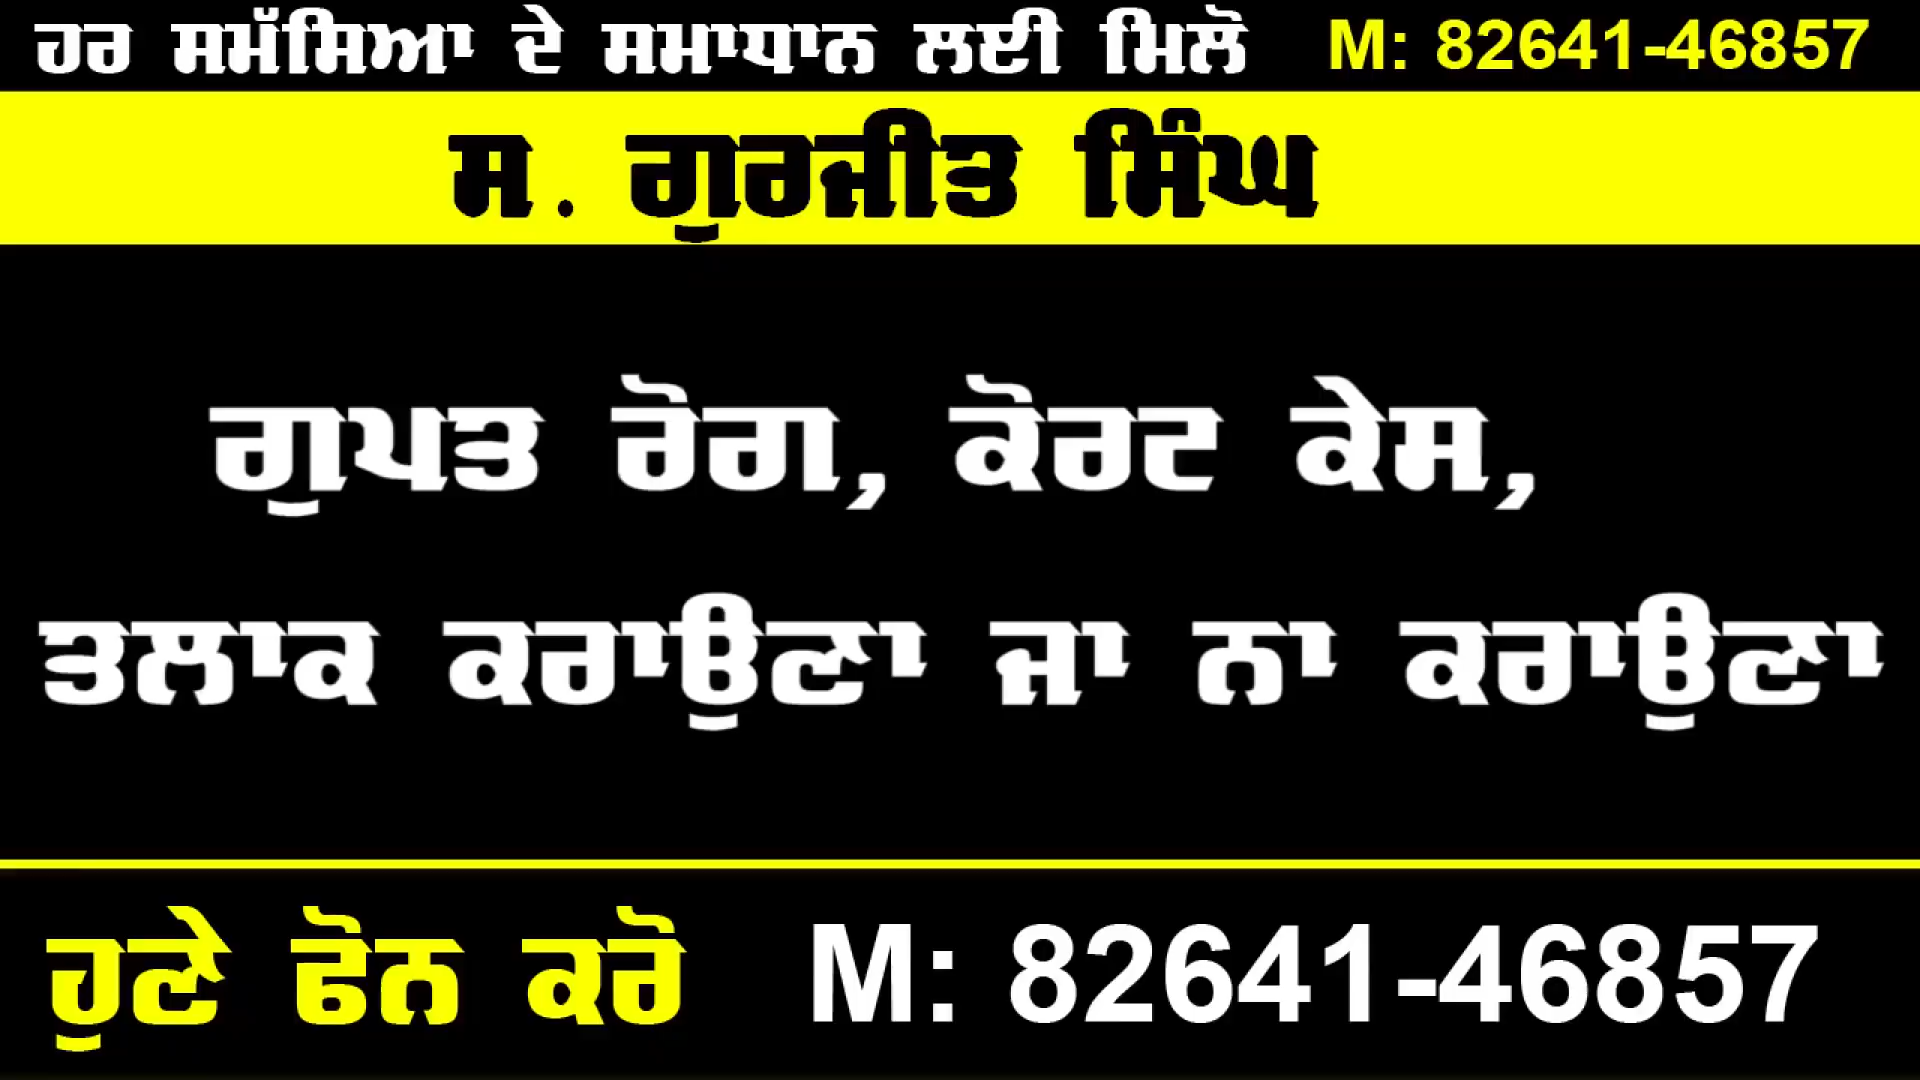 ਹਰ ਸਮੱਸਿਆ ਦੇ ਸਮਾਧਾਨ ਲਈ ਮਿਲੋ M: 82641-46857
ਸ. ਗੁਰਜੀਤ ਸਿੰਘ
ਗੁਪਤ ਰੋਗ, ਕੋਰਟ ਕੇਸ,
ਤਲਾਕ ਕਰਾਉਣਾ ਜਾ ਨਾ ਕਰਾਉਣਾ
ਹੁਣੇ ਫੋਨ ਕਰੋ M: 82641-46857